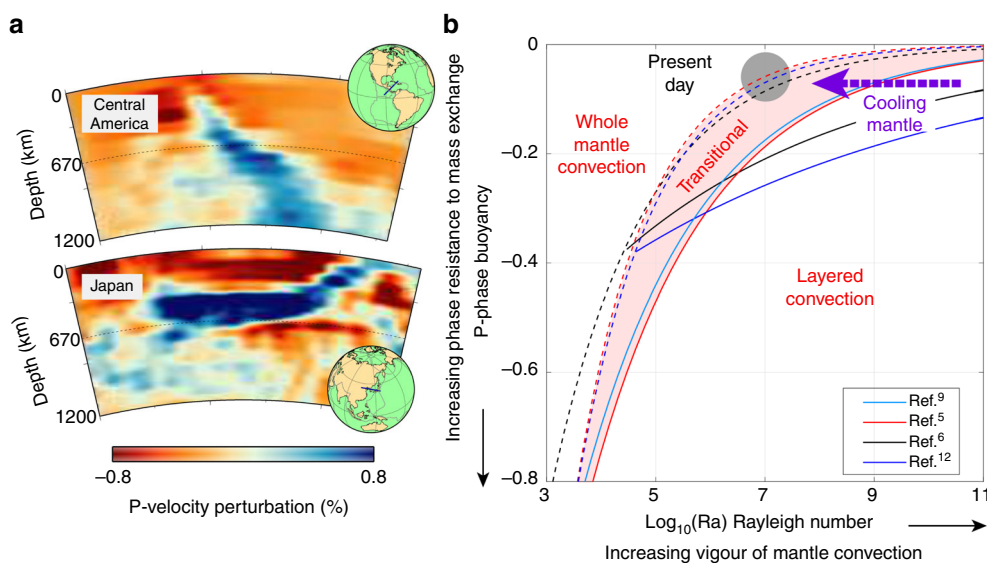 a
Central
America
0
670
1200
Depth (km)
Japan
0
670
1200
Depth (km)
−0.8
0.8
P-velocity perturbation (%)
b
Increasing phase resistance to mass exchange
P-phase buoyancy
0
−0.2
−0.4
−0.6
−0.8
Present
day
Whole
mantle
convection
Transitional
Cooling
mantle
Layered
convection
Ref.⁹
Ref.⁵
Ref.⁶
Ref.¹²
3
5
7
9
11
Log₁₀(Ra) Rayleigh number
Increasing vigour of mantle convection